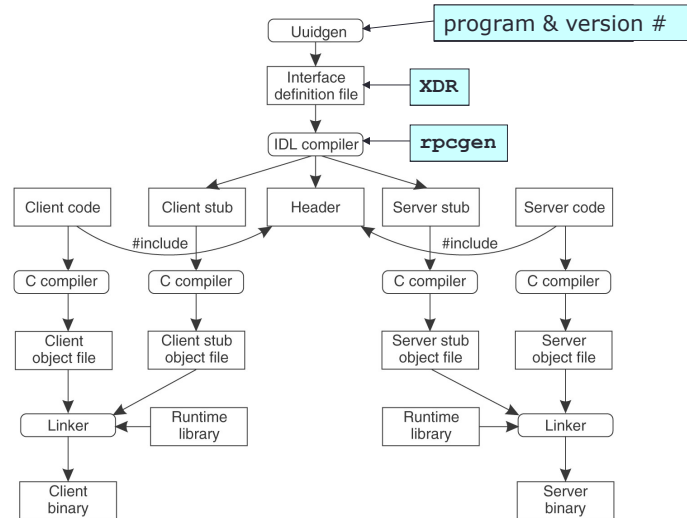 program & version #
Uuidgen
Interface
definition file
XDR
IDL compiler
rpcgen
Client code
Client stub
Header
Server stub
Server code
#include
#include
C compiler
C compiler
C compiler
C compiler
Client
object file
Client stub
object file
Server stub
object file
Server
object file
Linker
Runtime
library
Runtime
library
Linker
Client
binary
Server
binary